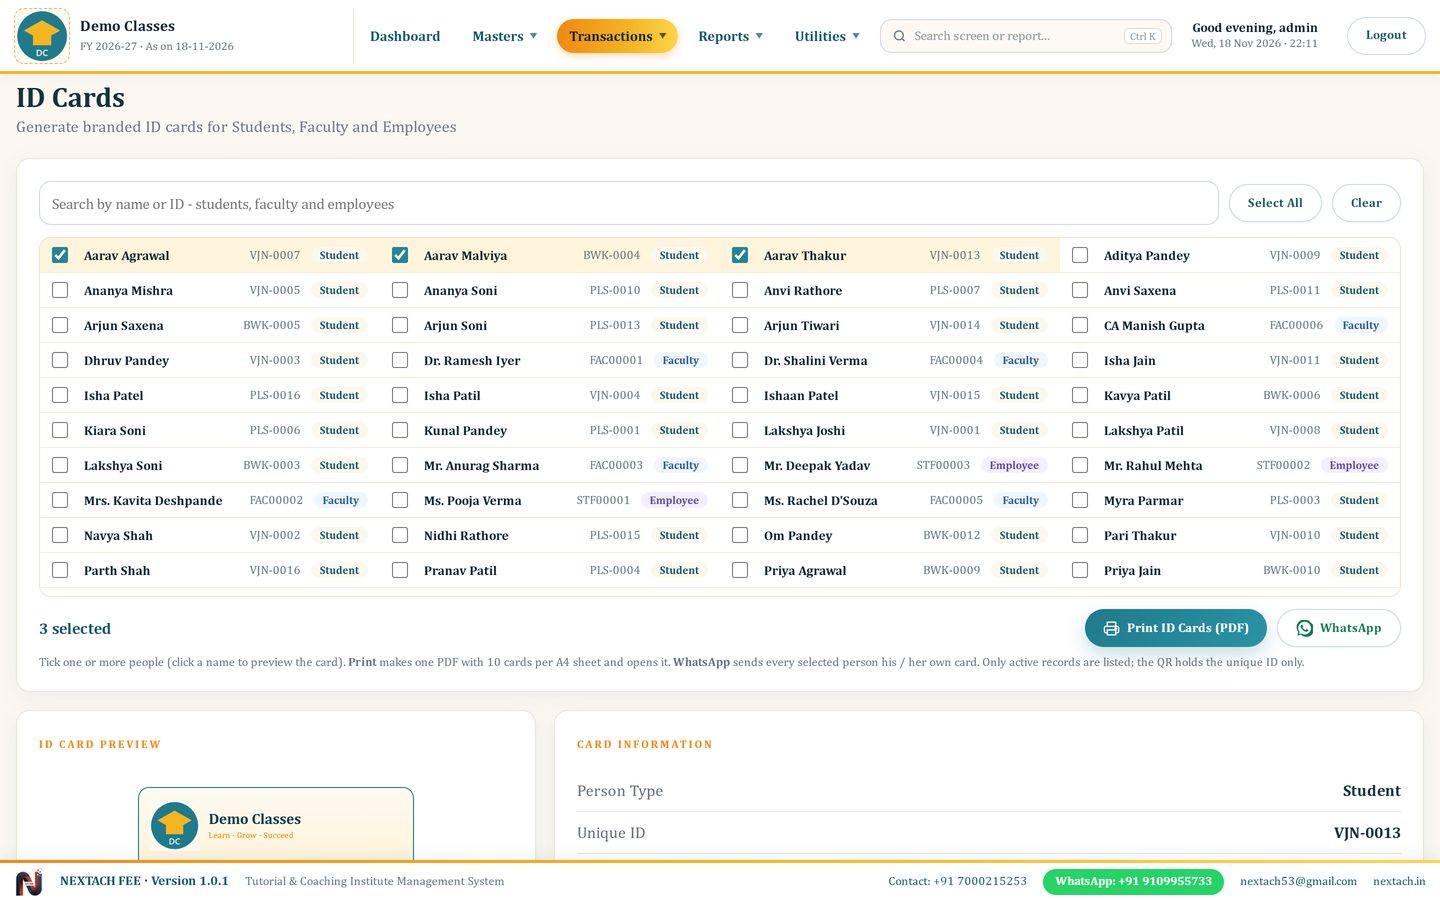 Demo Classes
FY 2026-27 · As on 18-11-2026
DC
Dashboard Masters Transactions Reports Utilities
Search screen or report... Ctrl K
Good evening, admin
Wed, 18 Nov 2026 · 22:11
Logout
ID Cards
Generate branded ID cards for Students, Faculty and Employees
Search by name or ID - students, faculty and employees
Select All Clear
Aarav Agrawal VJN-0007 Student Aarav Malviya BWK-0004 Student Aarav Thakur VJN-0013 Student Aditya Pandey VJN-0009 Student
Ananya Mishra VJN-0005 Student Ananya Soni PLS-0010 Student Anvi Rathore PLS-0007 Student Anvi Saxena PLS-0011 Student
Arjun Saxena BWK-0005 Student Arjun Soni PLS-0013 Student Arjun Tiwari VJN-0014 Student CA Manish Gupta FAC00006 Faculty
Dhruv Pandey VJN-0003 Student Dr. Ramesh Iyer FAC00001 Faculty Dr. Shalini Verma FAC00004 Faculty Isha Jain VJN-0011 Student
Isha Patel PLS-0016 Student Isha Patil VJN-0004 Student Ishaan Patel VJN-0015 Student Kavya Patil BWK-0006 Student
Kiara Soni PLS-0006 Student Kunal Pandey PLS-0001 Student Lakshya Joshi VJN-0001 Student Lakshya Patil VJN-0008 Student
Lakshya Soni BWK-0003 Student Mr. Anurag Sharma FAC00003 Faculty Mr. Deepak Yadav STF00003 Employee Mr. Rahul Mehta STF00002 Employee
Mrs. Kavita Deshpande FAC00002 Faculty Ms. Pooja Verma STF00001 Employee Ms. Rachel D'Souza FAC00005 Faculty Myra Parmar PLS-0003 Student
Navya Shah VJN-0002 Student Nidhi Rathore PLS-0015 Student Om Pandey BWK-0012 Student Pari Thakur VJN-0010 Student
Parth Shah VJN-0016 Student Pranav Patil PLS-0004 Student Priya Agrawal BWK-0009 Student Priya Jain BWK-0010 Student
3 selected
Print ID Cards (PDF) WhatsApp
Tick one or more people (click a name to preview the card). Print makes one PDF with 10 cards per A4 sheet and opens it. WhatsApp sends every selected person his / her own card. Only active records are listed; the QR holds the unique ID only.
ID CARD PREVIEW
DC
Demo Classes
Learn · Grow · Succeed
CARD INFORMATION
Person Type Student
Unique ID VJN-0013
NEXTACH FEE · Version 1.0.1 Tutorial & Coaching Institute Management System Contact: +91 7000215253 WhatsApp: +91 9109955733 nextach53@gmail.com nextach.in